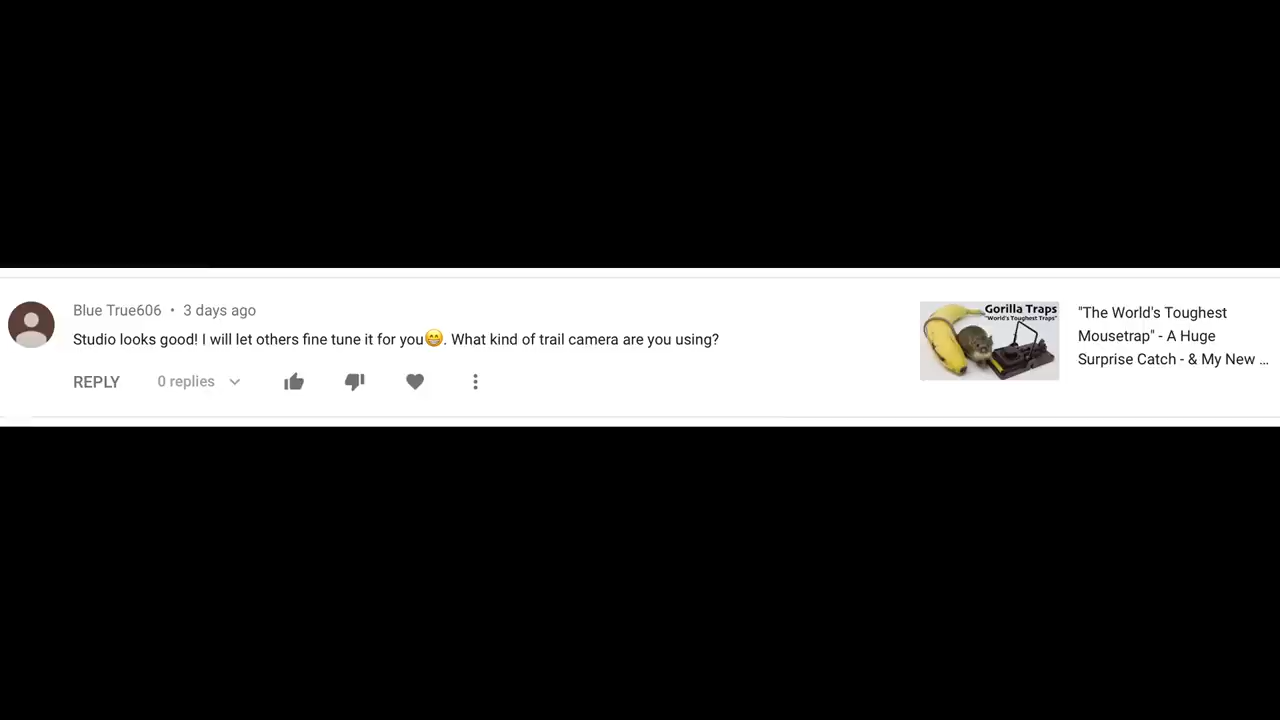 Blue True606 • 3 days ago
Studio looks good! I will let others fine tune it for you😁. What kind of trail camera are you using?
REPLY 0 replies
Gorilla Traps
"World's Toughest Traps"
"The World's Toughest
Mousetrap" - A Huge
Surprise Catch - & My New ...